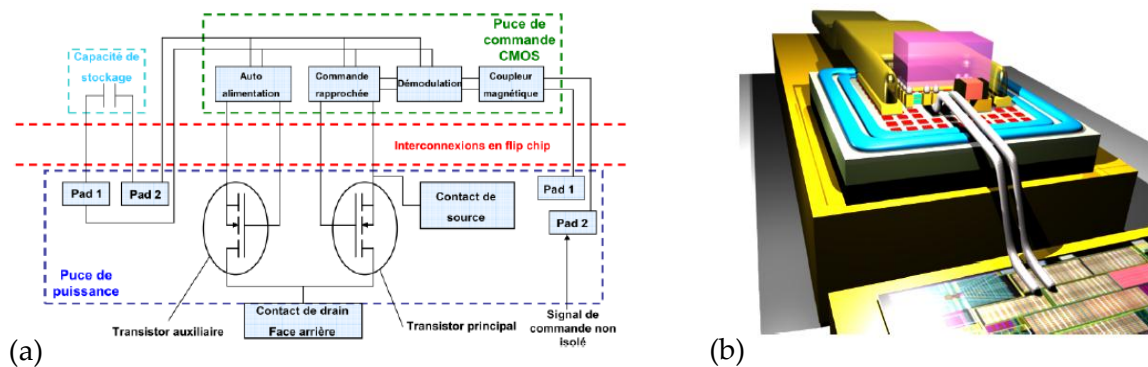 Puce de
commande
CMOS
Capacité de
stockage
Auto
alimentation
Commande
rapprochée
Démodulation
Coupleur
magnétique
Interconnexions en flip chip
Pad 1
Pad 2
Contact de
source
Pad 1
Pad 2
Puce de
puissance
Contact de drain
Face arrière
Transistor auxiliaire
Transistor principal
Signal de
commande non
isolé
(a)
(b)